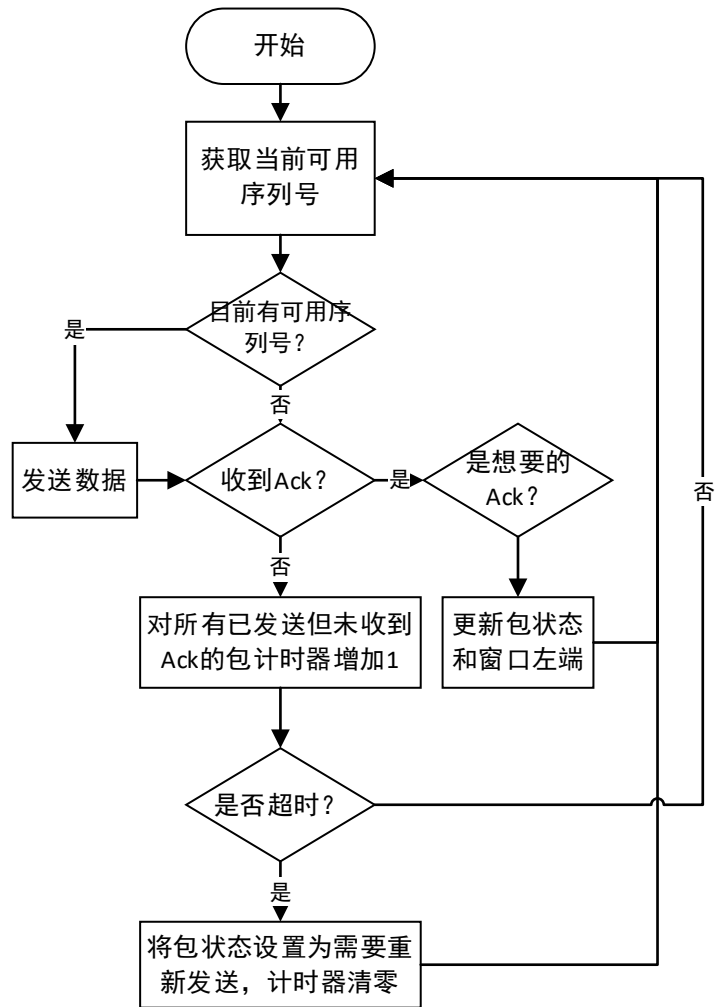 开始
获取当前可用
序列号
目前有可用序
列号？
是
否
发送数据
收到Ack？
是
是想要的
Ack？
否
否
对所有已发送但未收到
Ack的包计时器增加1
更新包状态
和窗口左端
是否超时？
是
将包状态设置为需要重
新发送，计时器清零